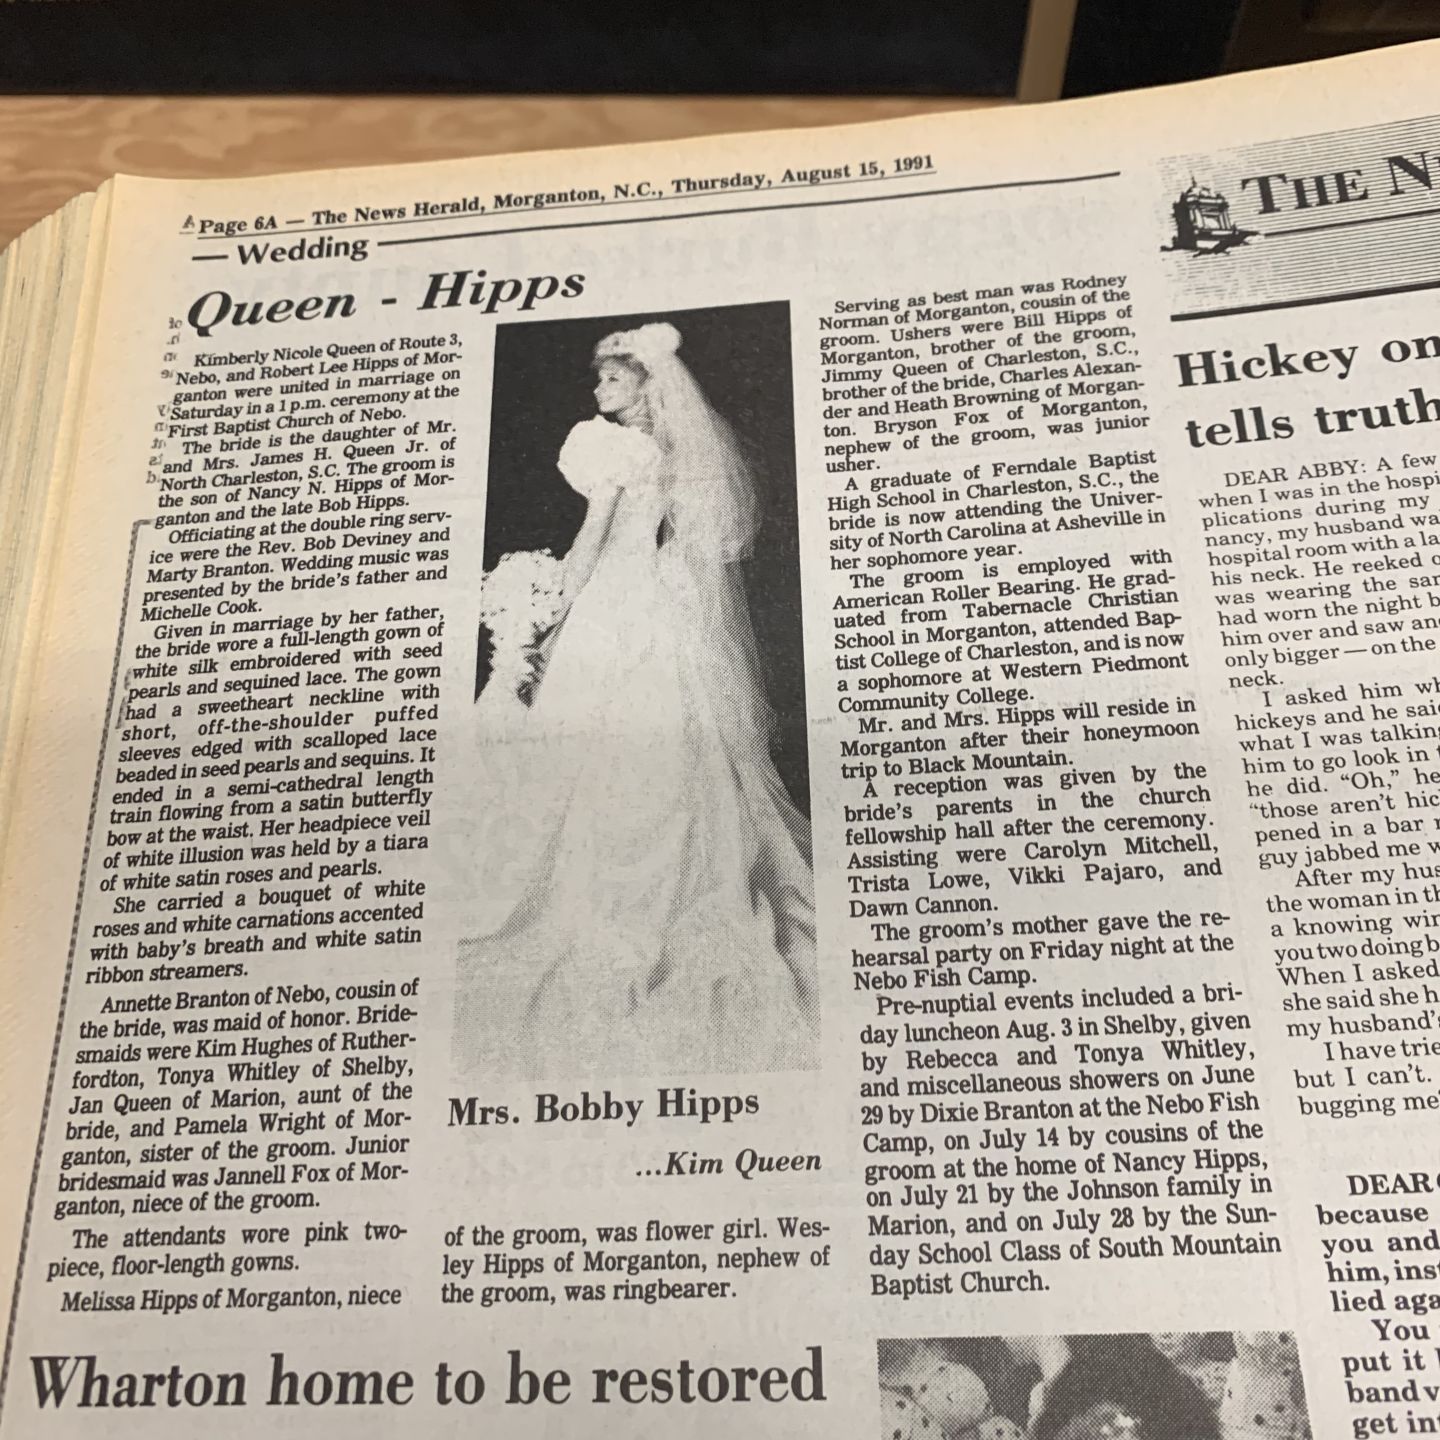 Page 6A — The News Herald, Morganton, N.C., Thursday, August 15, 1991
— Wedding
Queen - Hipps
Kimberly Nicole Queen of Route 3,
Nebo, and Robert Lee Hipps of Mor-
ganton were united in marriage on
Saturday in a 1 p.m. ceremony at the
First Baptist Church of Nebo.
The bride is the daughter of Mr.
and Mrs. James H. Queen Jr. of
North Charleston, S.C. The groom is
the son of Nancy N. Hipps of Mor-
ganton and the late Bob Hipps.
Officiating at the double ring serv-
ice were the Rev. Bob Deviney and
Marty Branton. Wedding music was
presented by the bride's father and
Michelle Cook.
Given in marriage by her father,
the bride wore a full-length gown of
white silk embroidered with seed
pearls and sequined lace. The gown
had a sweetheart neckline with
short, off-the-shoulder puffed
sleeves edged with scalloped lace
beaded in seed pearls and sequins. It
ended in a semi-cathedral length
train flowing from a satin butterfly
bow at the waist. Her headpiece veil
of white illusion was held by a tiara
of white satin roses and pearls.
She carried a bouquet of white
roses and white carnations accented
with baby's breath and white satin
ribbon streamers.
Annette Branton of Nebo, cousin of
the bride, was maid of honor. Bride-
smaids were Kim Hughes of Ruther-
fordton, Tonya Whitley of Shelby,
Jan Queen of Marion, aunt of the
bride, and Pamela Wright of Mor-
ganton, sister of the groom. Junior
bridesmaid was Jannell Fox of Mor-
ganton, niece of the groom.
The attendants wore pink two-
piece, floor-length gowns.
Melissa Hipps of Morganton, niece
Mrs. Bobby Hipps
...Kim Queen
of the groom, was flower girl. Wes-
ley Hipps of Morganton, nephew of
the groom, was ringbearer.
Serving as best man was Rodney
Norman of Morganton, cousin of the
groom. Ushers were Bill Hipps of
Morganton, brother of the groom,
Jimmy Queen of Charleston, S.C.,
brother of the bride, Charles Alexan-
der and Heath Browning of Morgan-
ton. Bryson Fox of Morganton,
nephew of the groom, was junior
usher.
A graduate of Ferndale Baptist
High School in Charleston, S.C., the
bride is now attending the Univer-
sity of North Carolina at Asheville in
her sophomore year.
The groom is employed with
American Roller Bearing. He grad-
uated from Tabernacle Christian
School in Morganton, attended Bap-
tist College of Charleston, and is now
a sophomore at Western Piedmont
Community College.
Mr. and Mrs. Hipps will reside in
Morganton after their honeymoon
trip to Black Mountain.
A reception was given by the
bride's parents in the church
fellowship hall after the ceremony.
Assisting were Carolyn Mitchell,
Trista Lowe, Vikki Pajaro, and
Dawn Cannon.
The groom's mother gave the re-
hearsal party on Friday night at the
Nebo Fish Camp.
Pre-nuptial events included a bri-
day luncheon Aug. 3 in Shelby, given
by Rebecca and Tonya Whitley,
and miscellaneous showers on June
29 by Dixie Branton at the Nebo Fish
Camp, on July 14 by cousins of the
groom at the home of Nancy Hipps,
on July 21 by the Johnson family in
Marion, and on July 28 by the Sun-
day School Class of South Mountain
Baptist Church.
Wharton home to be restored
THE N
Hickey on
tells truth
DEAR ABBY: A few
when I was in the hospi
plications during my
nancy, my husband wa
hospital room with a la
his neck. He reeked o
was wearing the sam
had worn the night b
him over and saw an
only bigger — on the
neck.
I asked him wh
hickeys and he said
what I was talking
him to go look in t
he did. "Oh," he
"those aren't hic
pened in a bar r
guy jabbed me w
After my hus
the woman in th
a knowing win
you two doing b
When I asked
she said she h
my husband's
I have trie
but I can't.
bugging me
DEAR
because
you and
him, ins
lied aga
You
put it
band v
get int